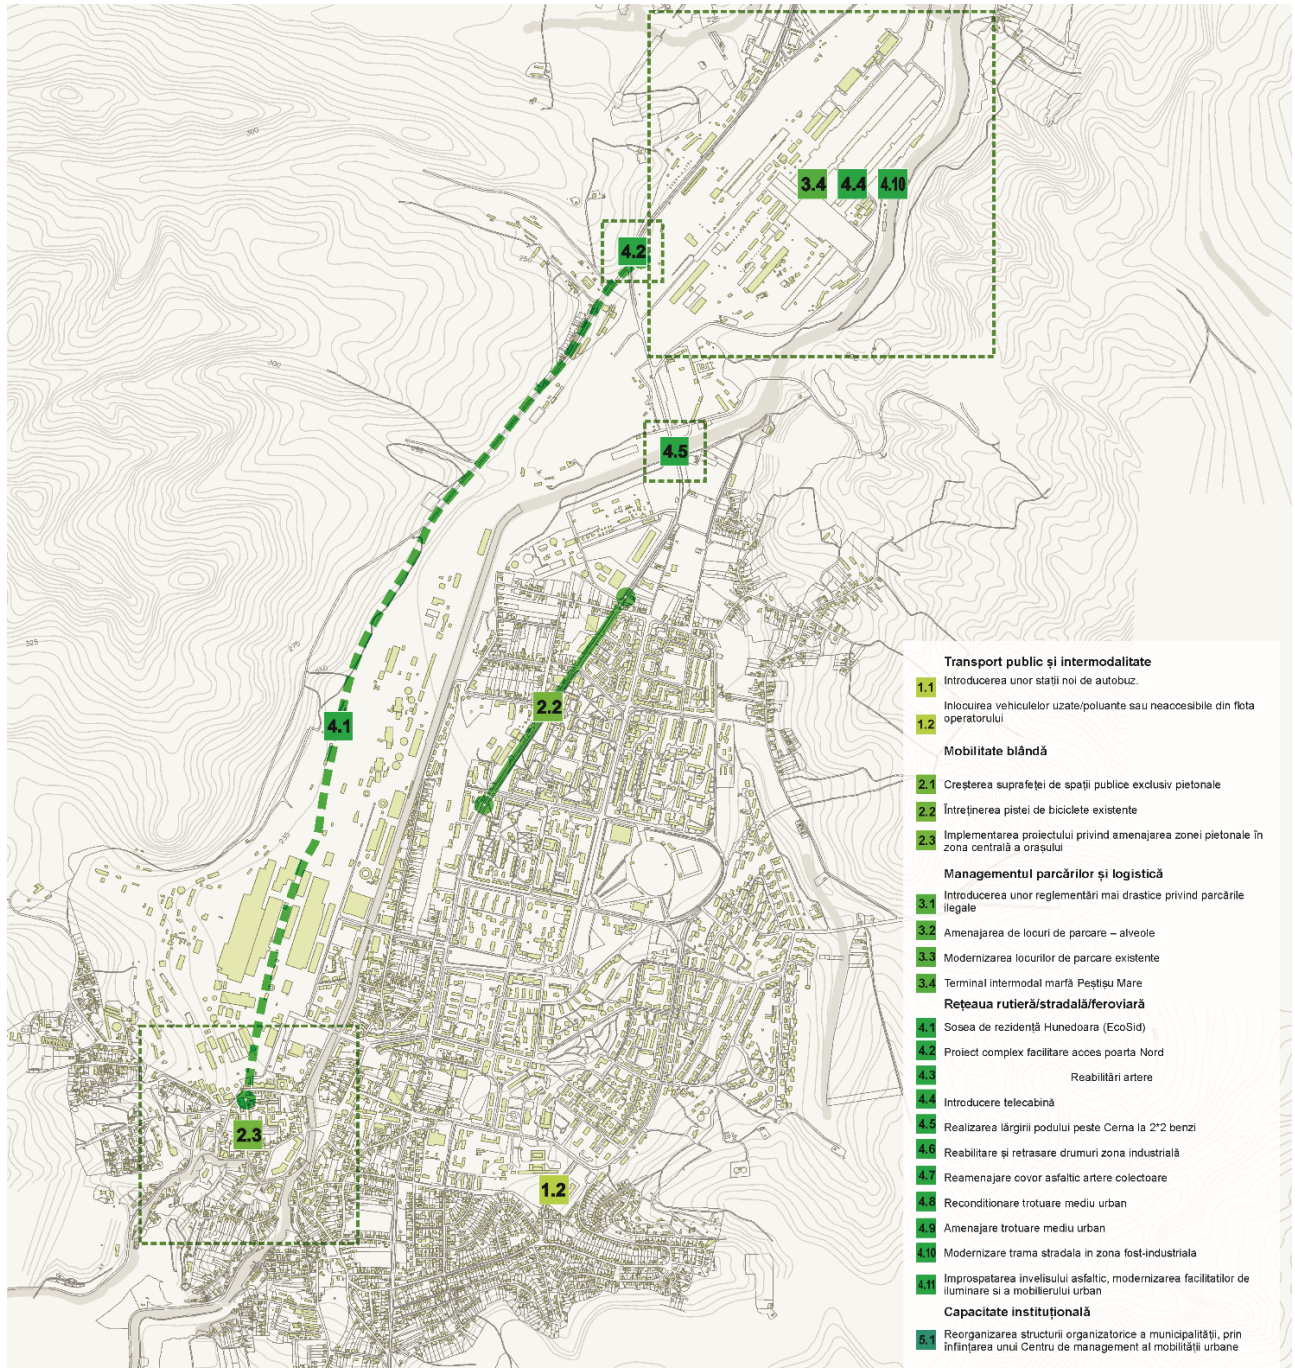 225
300
3.4
4.4
4.10
4.2
250
300
4.5
275
325
2.2
4.1
235
2.3
1.2
Transport public și intermodalitate
1.1 Introducerea unor stații noi de autobuz.
Inlocuirea vehiculelor uzate/poluante sau neaccesibile din flota
1.2 operatorului
Mobilitate blândă
2.1 Creșterea suprafeței de spații publice exclusiv pietonale
2.2 Întreținerea pistei de biciclete existente
2.3 Implementarea proiectului privind amenajarea zonei pietonale în
zona centrală a orașului
Managementul parcărilor și logistică
3.1 Introducerea unor reglementări mai drastice privind parcările
ilegale
3.2 Amenajarea de locuri de parcare – alveole
3.3 Modernizarea locurilor de parcare existente
3.4 Terminal intermodal marfă Peștișu Mare
Rețeaua rutieră/stradală/feroviară
4.1 Sosea de rezidență Hunedoara (EcoSid)
4.2 Proiect complex facilitare acces poarta Nord
4.3 Reabilitări artere
4.4 Introducere telecabină
4.5 Realizarea lărgirii podului peste Cerna la 2*2 benzi
4.6 Reabilitare și retrasare drumuri zona industrială
4.7 Reamenajare covor asfaltic artere colectoare
4.8 Reconditionare trotuare mediu urban
4.9 Amenajare trotuare mediu urban
4.10 Modernizare trama stradala in zona fost-industriala
4.11 Improspatarea invelisului asfaltic, modernizarea facilitatilor de
iluminare si a mobilierului urban
Capacitate instituțională
5.1 Reorganizarea structurii organizatorice a municipalității, prin
înființarea unui Centru de management al mobilității urbane